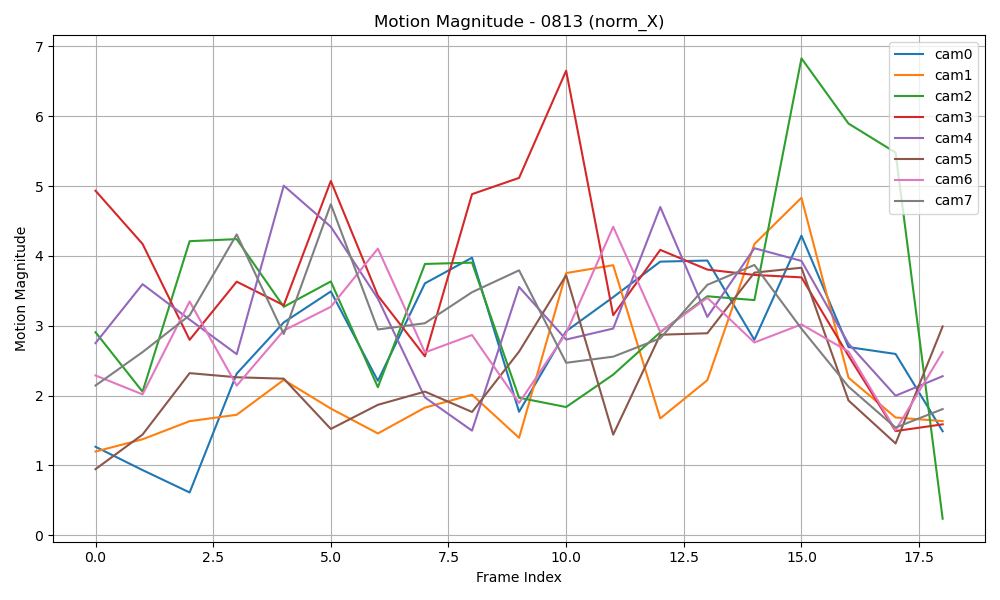 Motion Magnitude - 0813 (norm_X)
Motion Magnitude
7
6
5
4
3
2
1
0
0.0
2.5
5.0
7.5
10.0
12.5
15.0
17.5
Frame Index
cam0
cam1
cam2
cam3
cam4
cam5
cam6
cam7